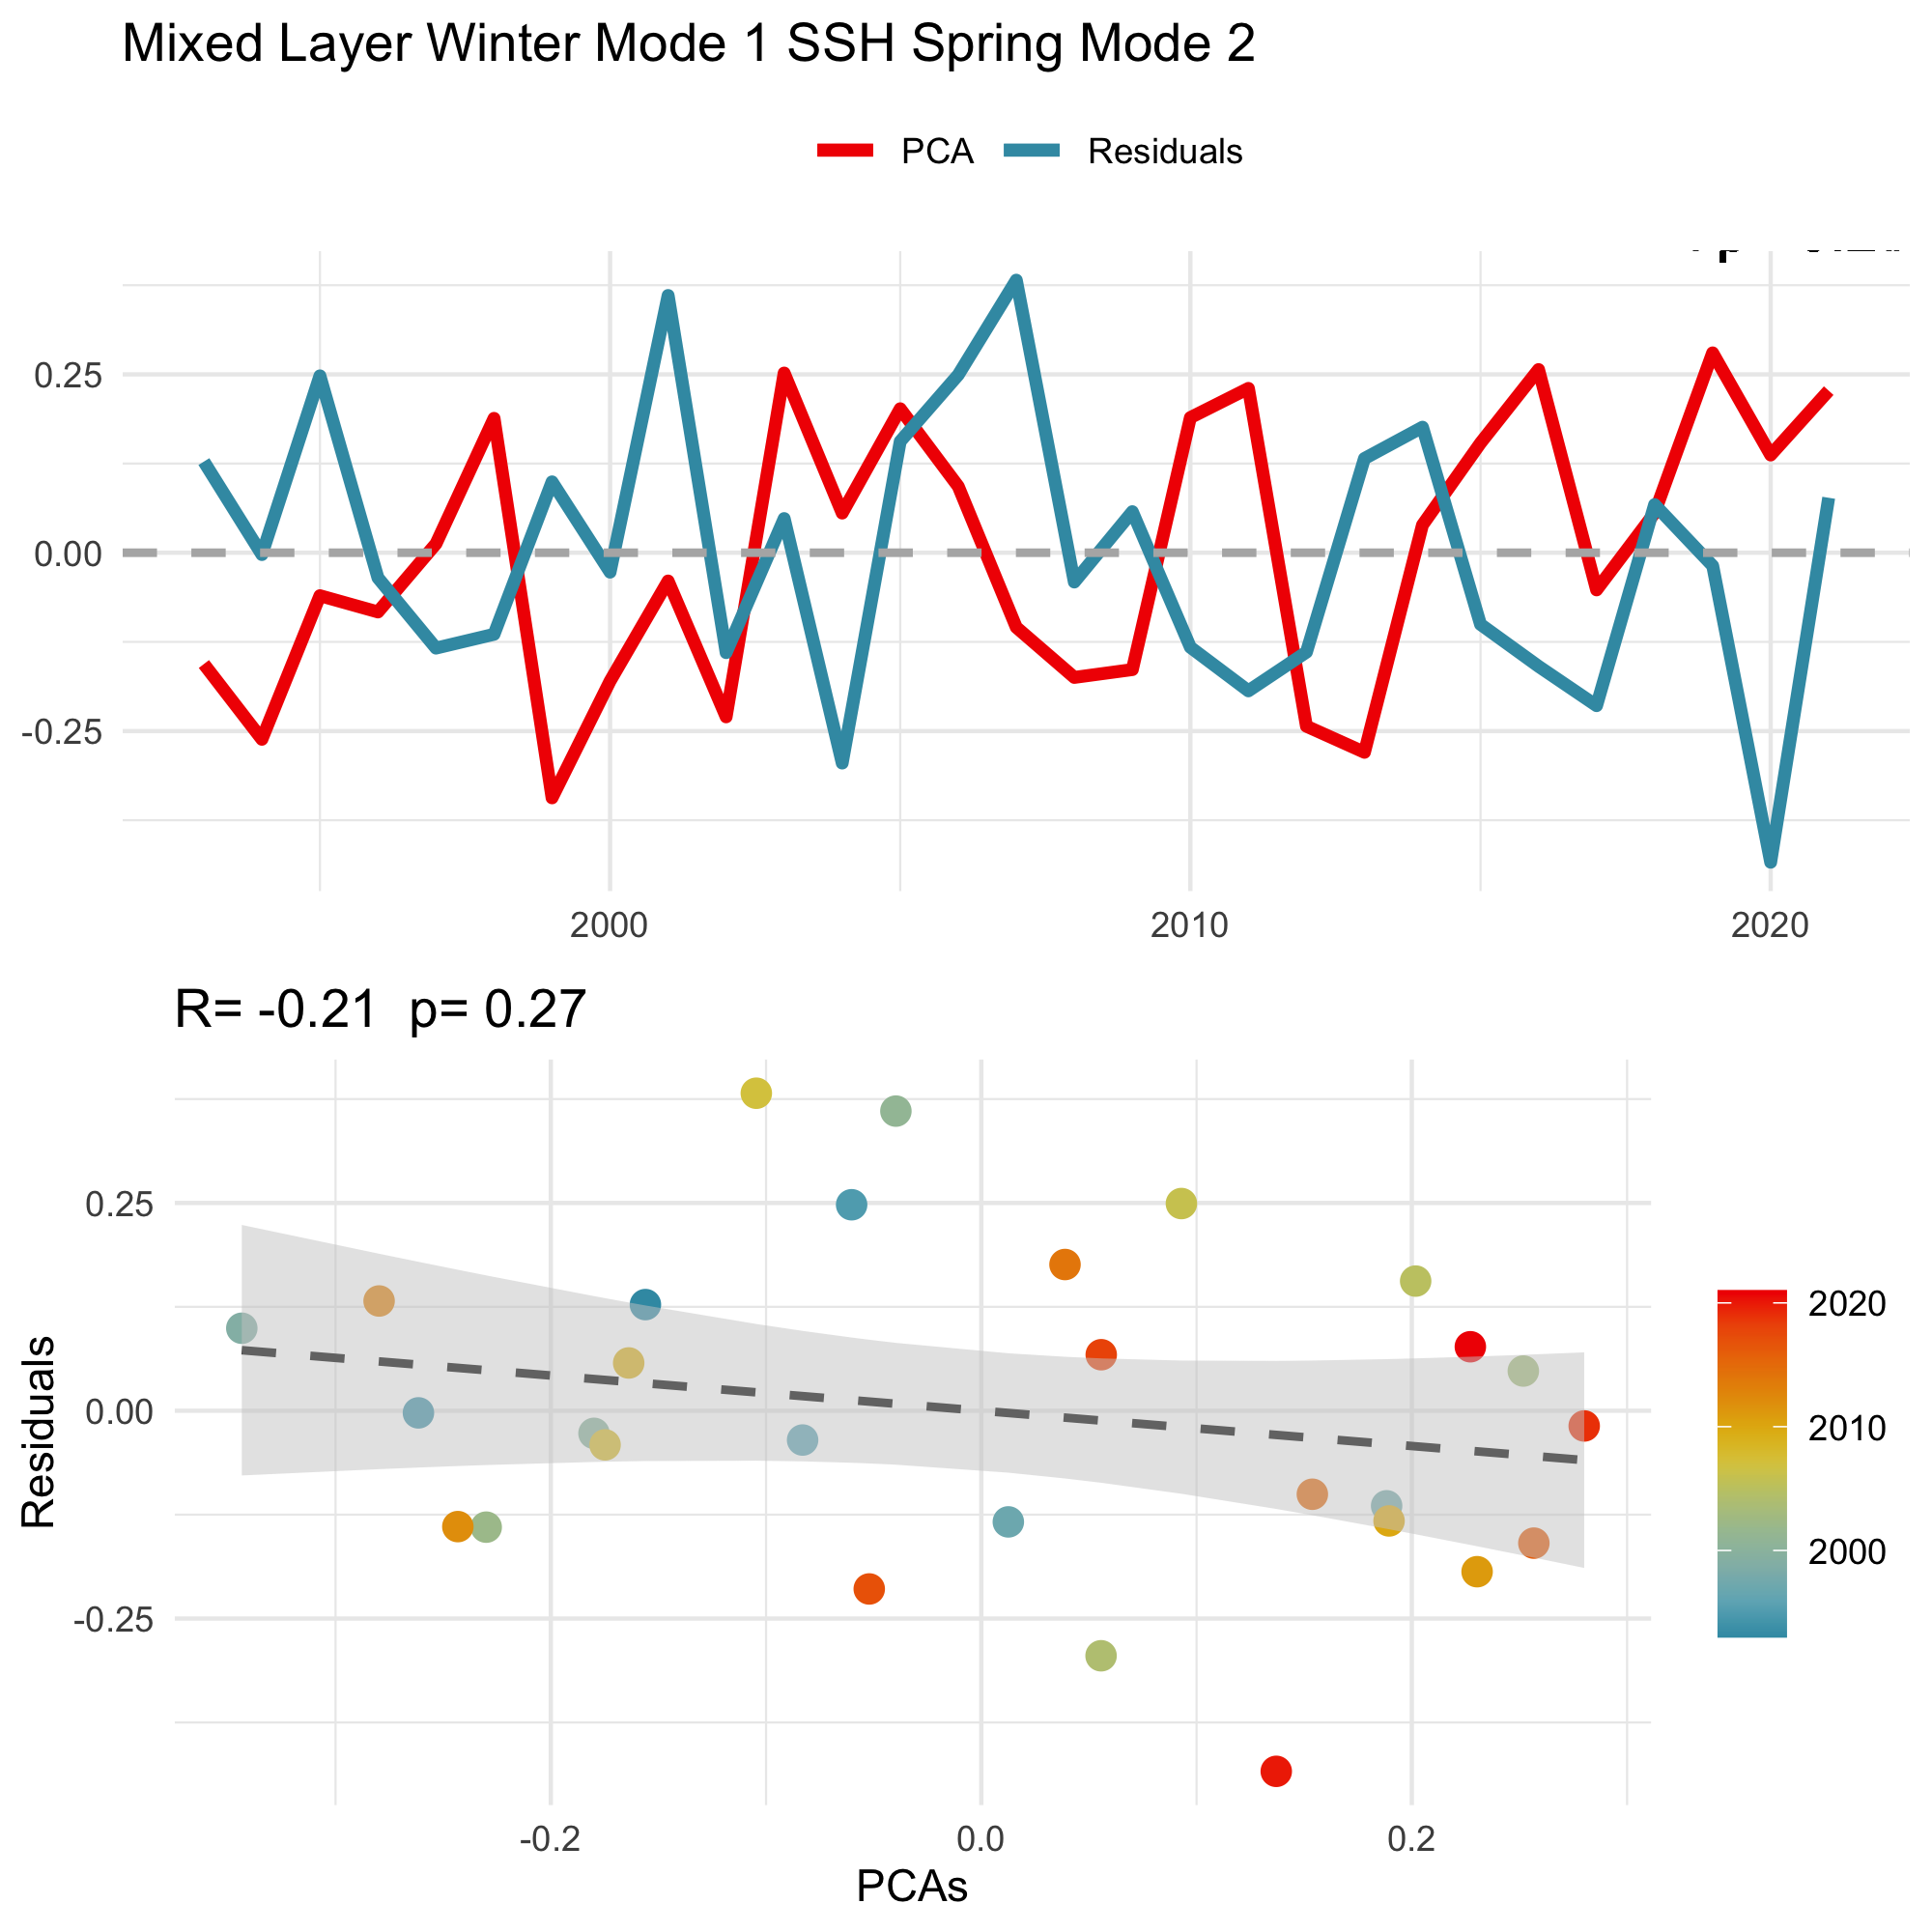 Mixed Layer Winter Mode 1 SSH Spring Mode 2
PCA Residuals
0.25
0.00
-0.25
2000 2010 2020
R= -0.21 p= 0.27
Residuals
0.25
0.00
-0.25
-0.2 0.0 0.2
PCAs
2020
2010
2000